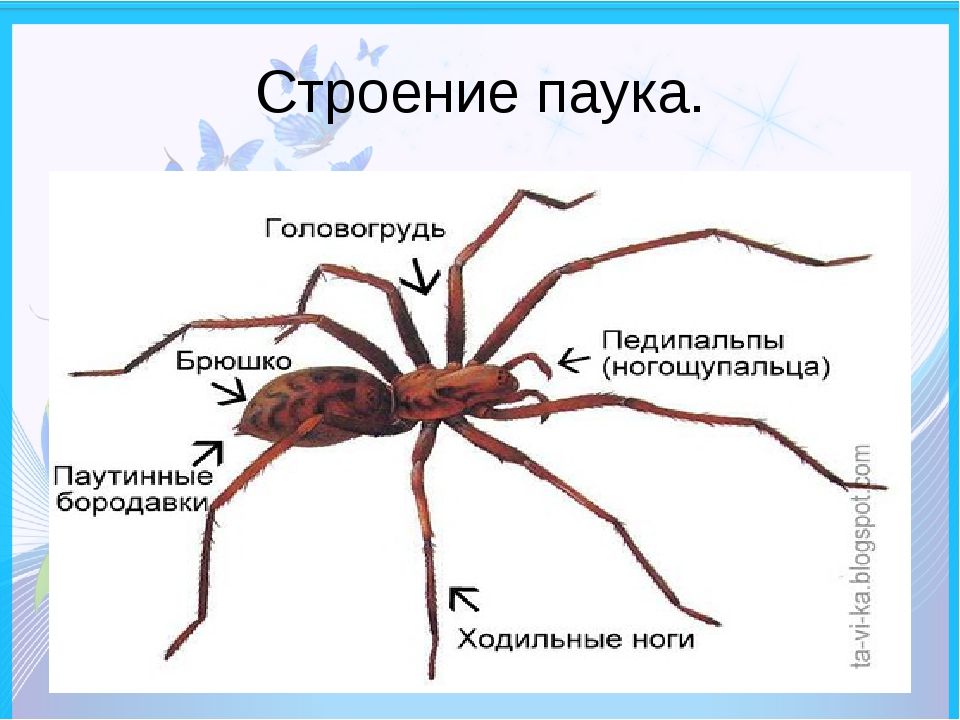 Строение паука.
Головогрудь
Педипальпы
(ногощупальца)
Брюшко
Паутинные
бородавки
Ходильные ноги
ta-vi-ka.blogspot.com